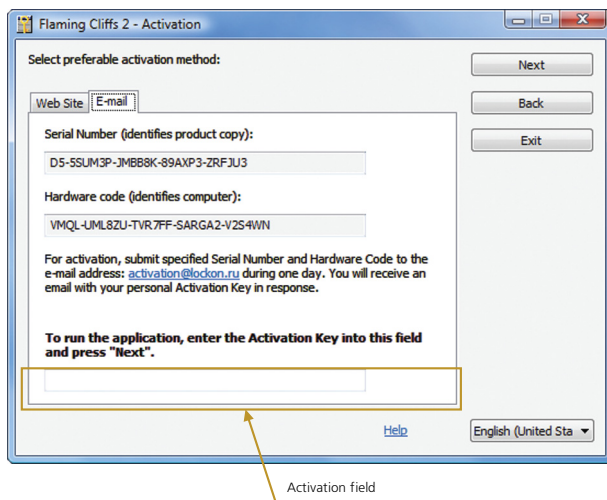 Flaming Cliffs 2 - Activation
Select preferable activation method:
Next
Web Site E-mail
Back
Serial Number (identifies product copy):
Exit
D5-5SUM3P-JMBB8K-89AXP3-ZRFJU3
Hardware code (identifies computer):
VMQL-UML8ZU-TVR7FF-SARGA2-V2S4WN
For activation, submit specified Serial Number and Hardware Code to the
e-mail address: activation@lockon.ru during one day. You will receive an
email with your personal Activation Key in response.
To run the application, enter the Activation Key into this field
and press "Next".
Help
English (United Sta
Activation field